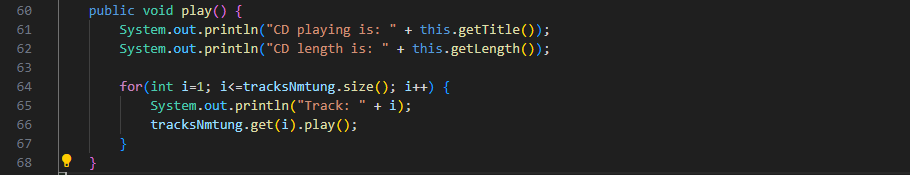 60 public void play() {
61 System.out.println("CD playing is: " + this.getTitle());
62 System.out.println("CD length is: " + this.getLength());
63
64 for(int i=1; i<=tracksNmtung.size(); i++) {
65 System.out.println("Track: " + i);
66 tracksNmtung.get(i).play();
67 }
68 }